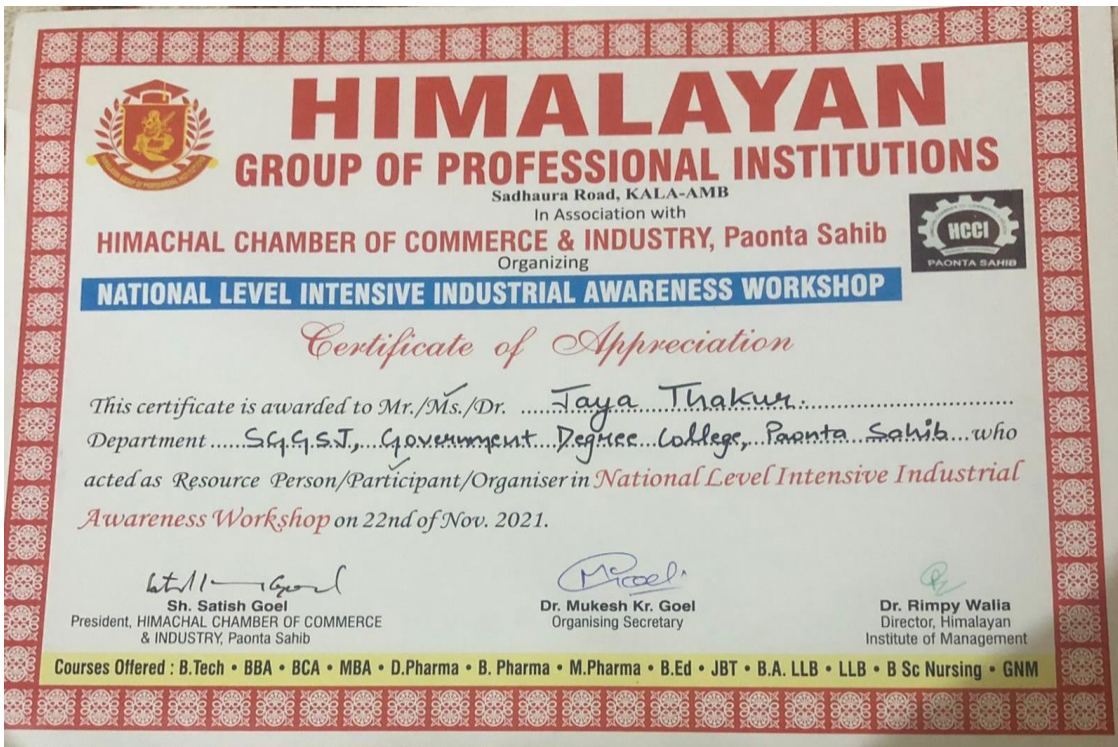 HIMALAYAN
GROUP OF PROFESSIONAL INSTITUTIONS
Sadhaura Road, KALA-AMB
In Association with
HIMACHAL CHAMBER OF COMMERCE & INDUSTRY, Paonta Sahib
HCCI
PAONTA SAHIB
Organizing
NATIONAL LEVEL INTENSIVE INDUSTRIAL AWARENESS WORKSHOP
Certificate of Appreciation
This certificate is awarded to Mr./Ms./Dr. .....Jaya Thakur.....
Department.....S.G.G.S.J., Government Degree College, Paonta Sahib...who
acted as Resource Person/Participant/Organiser in National Level Intensive Industrial
Awareness Workshop on 22nd of Nov. 2021.
Sh. Satish Goel
President, HIMACHAL CHAMBER OF COMMERCE
& INDUSTRY, Paonta Sahib
Dr. Mukesh Kr. Goel
Organising Secretary
Dr. Rimpy Walia
Director, Himalayan
Institute of Management
Courses Offered : B.Tech • BBA • BCA • MBA • D.Pharma • B. Pharma • M.Pharma • B.Ed • JBT • B.A. LLB • LLB • B Sc Nursing • GNM